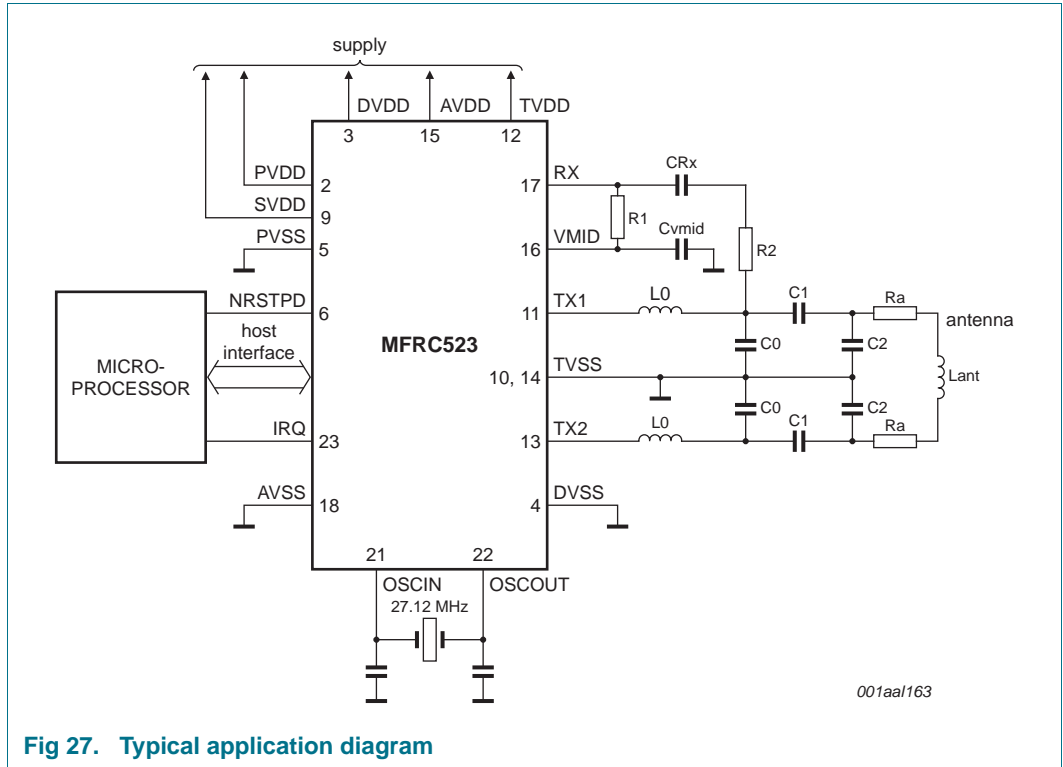 supply
DVDD AVDD TVDD
3 15 12
PVDD
2
SVDD
9
PVSS
5
NRSTPD
6
host
interface
MICRO-
PROCESSOR
IRQ
23
AVSS
18
MFRC523
17 RX
CRx
R1
Cvmid
16 VMID
R2
11 TX1
L0
C1
Ra
antenna
C0
C2
10, 14 TVSS
Lant
C0
C2
13 TX2
L0
C1
Ra
4 DVSS
21 22
OSCIN OSCOUT
27.12 MHz
001aal163
Fig 27. Typical application diagram